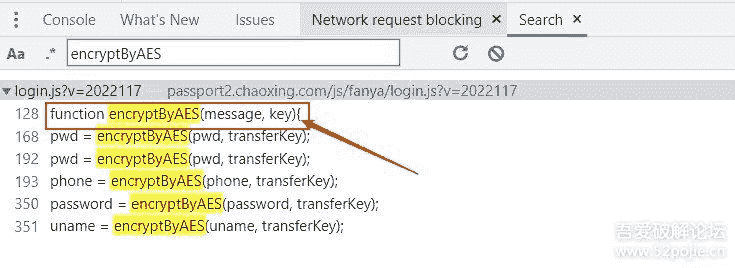 Console What's New Issues Network request blocking × Search ×
Aa .* encryptByAES
login.js?v=2022117 passport2.chaoxing.com/js/fanya/login.js?v=2022117
128 function encryptByAES(message, key){
168 pwd = encryptByAES(pwd, transferKey);
192 pwd = encryptByAES(pwd, transferKey);
193 phone = encryptByAES(phone, transferKey);
350 password = encryptByAES(password, transferKey);
351 uname = encryptByAES(uname, transferKey);
吾爱破解论坛
www.52pojie.cn